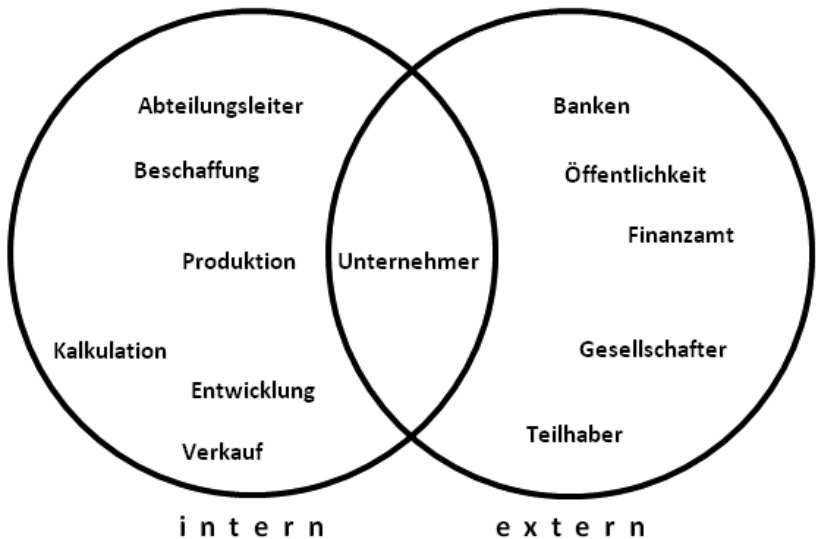 Abteilungsleiter
Beschaffung
Produktion
Kalkulation
Entwicklung
Verkauf
Unternehmer
Banken
Öffentlichkeit
Finanzamt
Gesellschafter
Teilhaber
intern
extern